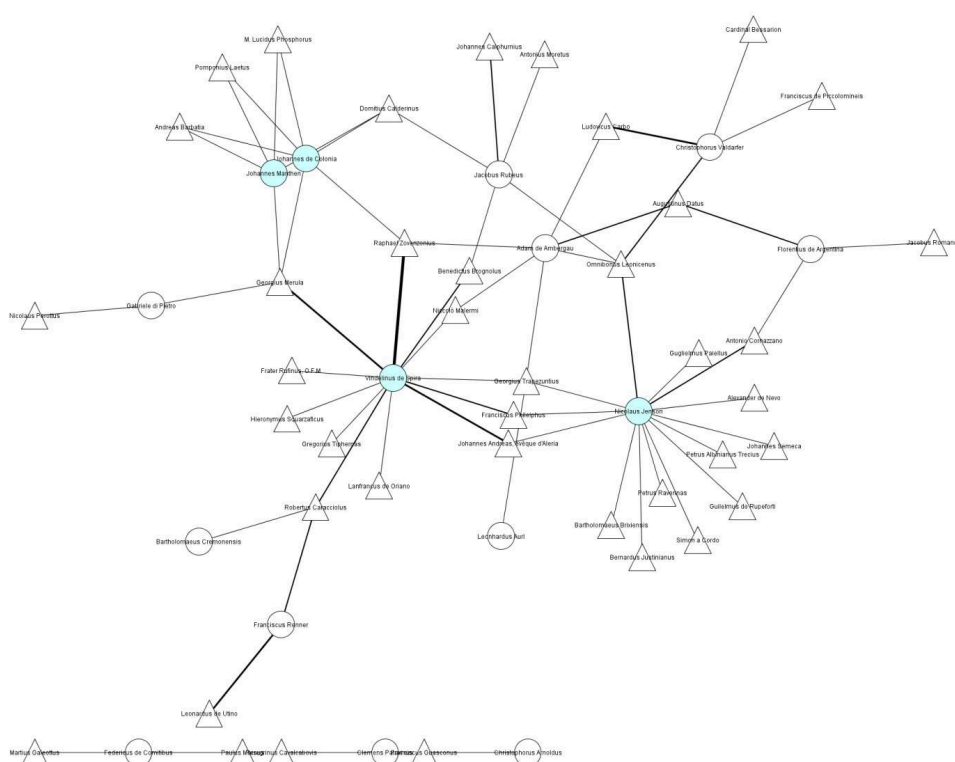 Cardinal Bessarion
M. Lucidus Phosphorus
Johannes Calphurnius
Antonius Moretus
Pomponius Laetus
Franciscus de Piccolomineis
Domitius Calderinus
Andreas Barbatia
Ludovicus Carbo
Christophorus Valdarfer
Johannes de Colonia
Johannes Manthen
Jacobus Rubeus
Augustinus Datus
Raphael Zovenzonius
Adam de Ambergau
Florentius de Argentina
Omnibonus Leonicenus
Benedictus Brognolus
Georgius Merula
Gabriele di Pietro
Nicolaus Perottus
Niccolò Malermi
Antonio Cornazzano
Guglielmus Paiellus
Frater Rufinus O.F.M.
Vindelinus de Spira
Georgius Trapezuntius
Alexander de Nevo
Nicolaus Jenson
Franciscus Philelphus
Hieronymus Squarzaficus
Gregorius Tiphernas
Johannes Andreas, Évêque d'Aleria
Petrus Trecius
Lanfrancus de Oriano
Petrus Ravennas
Robertus Caracciolus
Guilelmus de Rupeforti
Bartholomaeus Brixiensis
Bartholomaeus Cremonensis
Leonhardus Aurl
Simon a Cordo
Bernardus Justinianus
Franciscus Renner
Leonardus de Utino
Martius Galeottus
Federicus de Comitibus
Paulus
Cavalcabovis
Clemens
Christophorus Arnoldus